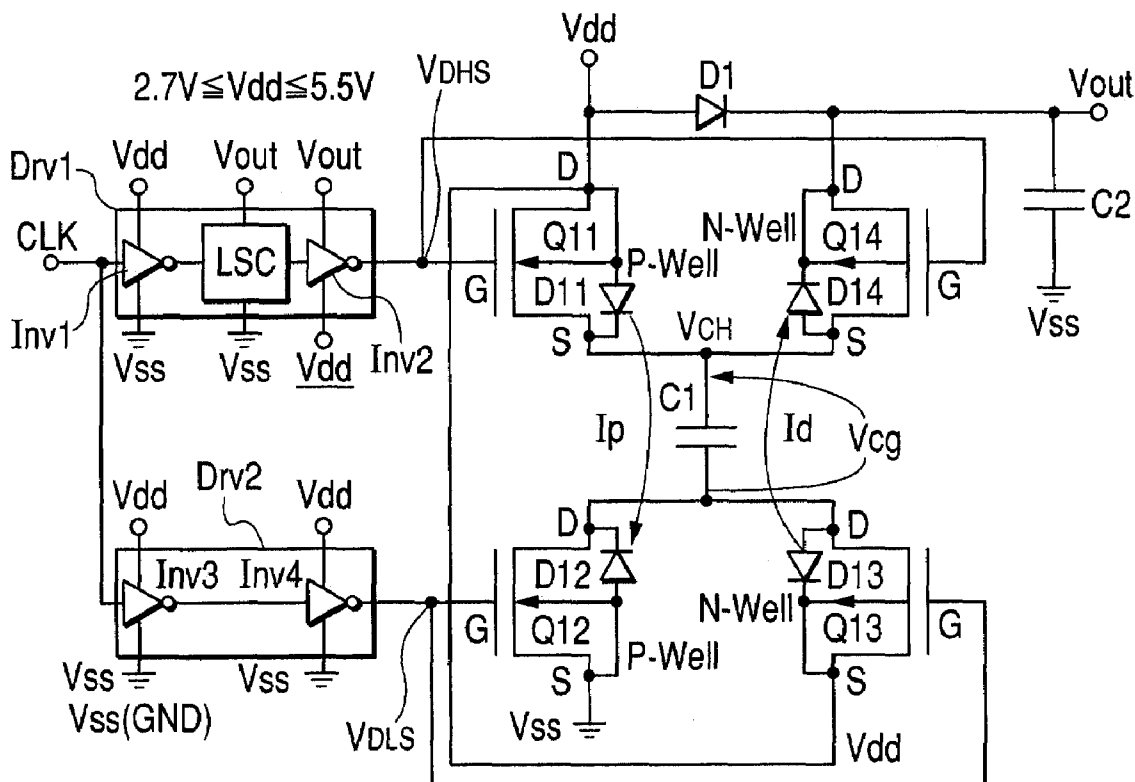 Vdd
2.7V≦Vdd≦5.5V
VDHS
D1
Vout
Drv1
Vdd
Vout
Vout
D
D
C2
CLK
LSC
Q11
N-Well
Q14
P-Well
G
D11
D14
G
Inv1
Vss
Vss
Vdd
Inv2
S
VCH
S
Vss
C1
Ip
Id
Vcg
Drv2
Vdd
Vdd
D
D
Inv3
Inv4
D12
D13
N-Well
G
Q12
Q13
G
P-Well
Vss
Vss
S
S
Vss(GND)
VDLS
Vss
Vdd